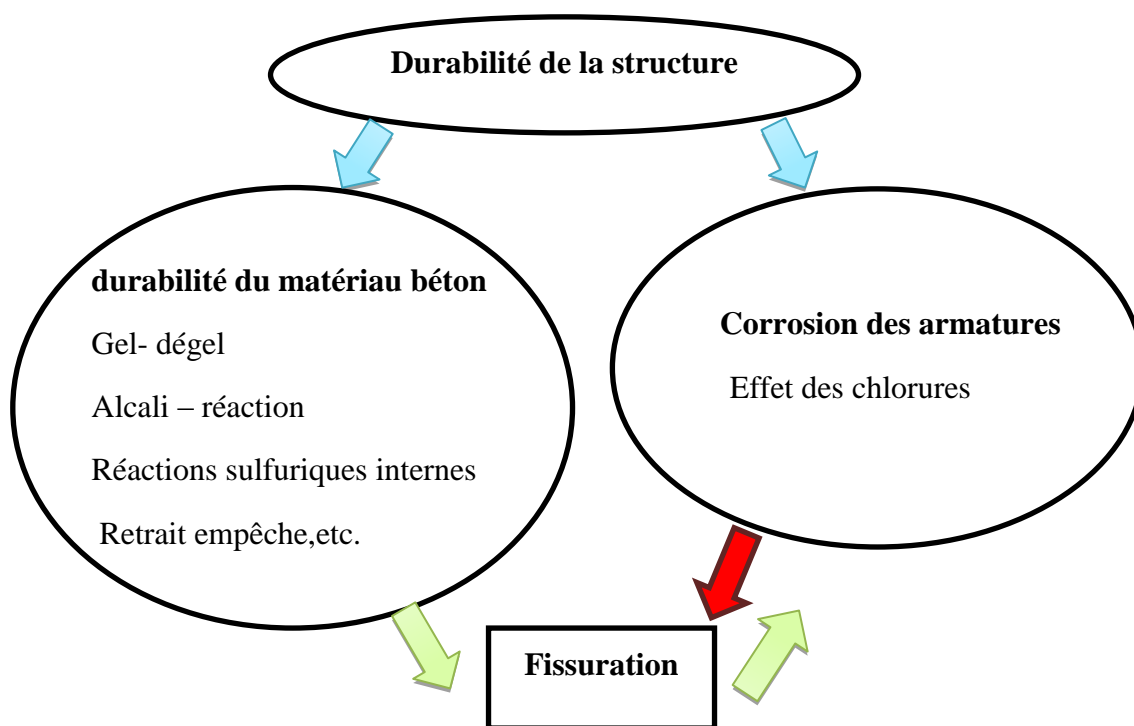 Durabilité de la structure
durabilité du matériau béton
Gel- dégel
Alcali – réaction
Réactions sulfuriques internes
Retrait empêche,etc.
Corrosion des armatures
Effet des chlorures
Fissuration